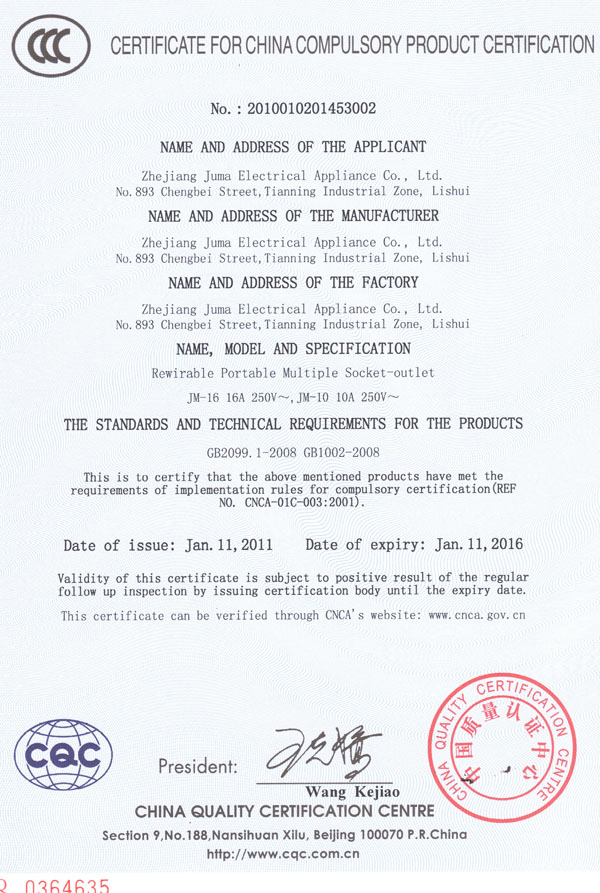 CCC
CERTIFICATE FOR CHINA COMPULSORY PRODUCT CERTIFICATION
No.: 2010010201453002
NAME AND ADDRESS OF THE APPLICANT
Zhejiang Juma Electrical Appliance Co., Ltd.
No.893 Chengbei Street,Tianning Industrial Zone, Lishui
NAME AND ADDRESS OF THE MANUFACTURER
Zhejiang Juma Electrical Appliance Co., Ltd.
No.893 Chengbei Street,Tianning Industrial Zone, Lishui
NAME AND ADDRESS OF THE FACTORY
Zhejiang Juma Electrical Appliance Co., Ltd.
No.893 Chengbei Street,Tianning Industrial Zone, Lishui
NAME, MODEL AND SPECIFICATION
Rewirable Portable Multiple Socket-outlet
JM-16 16A 250V～,JM-10 10A 250V～
THE STANDARDS AND TECHNICAL REQUIREMENTS FOR THE PRODUCTS
GB2099.1-2008 GB1002-2008
This is to certify that the above mentioned products have met the
requirements of implementation rules for compulsory certification(REF
NO. CNCA-01C-003:2001).
Date of issue: Jan.11,2011 Date of expiry: Jan.11,2016
Validity of this certificate is subject to positive result of the regular
follow up inspection by issuing certification body until the expiry date.
This certificate can be verified through CNCA's website: www.cnca.gov.cn
CHINA QUALITY CERTIFICATION CENTRE
中国质量认证中心
CQC
President:
Wang Kejiao
CHINA QUALITY CERTIFICATION CENTRE
Section 9,No.188,Nansihuan Xilu, Beijing 100070 P.R.China
http://www.cqc.com.cn
0364635